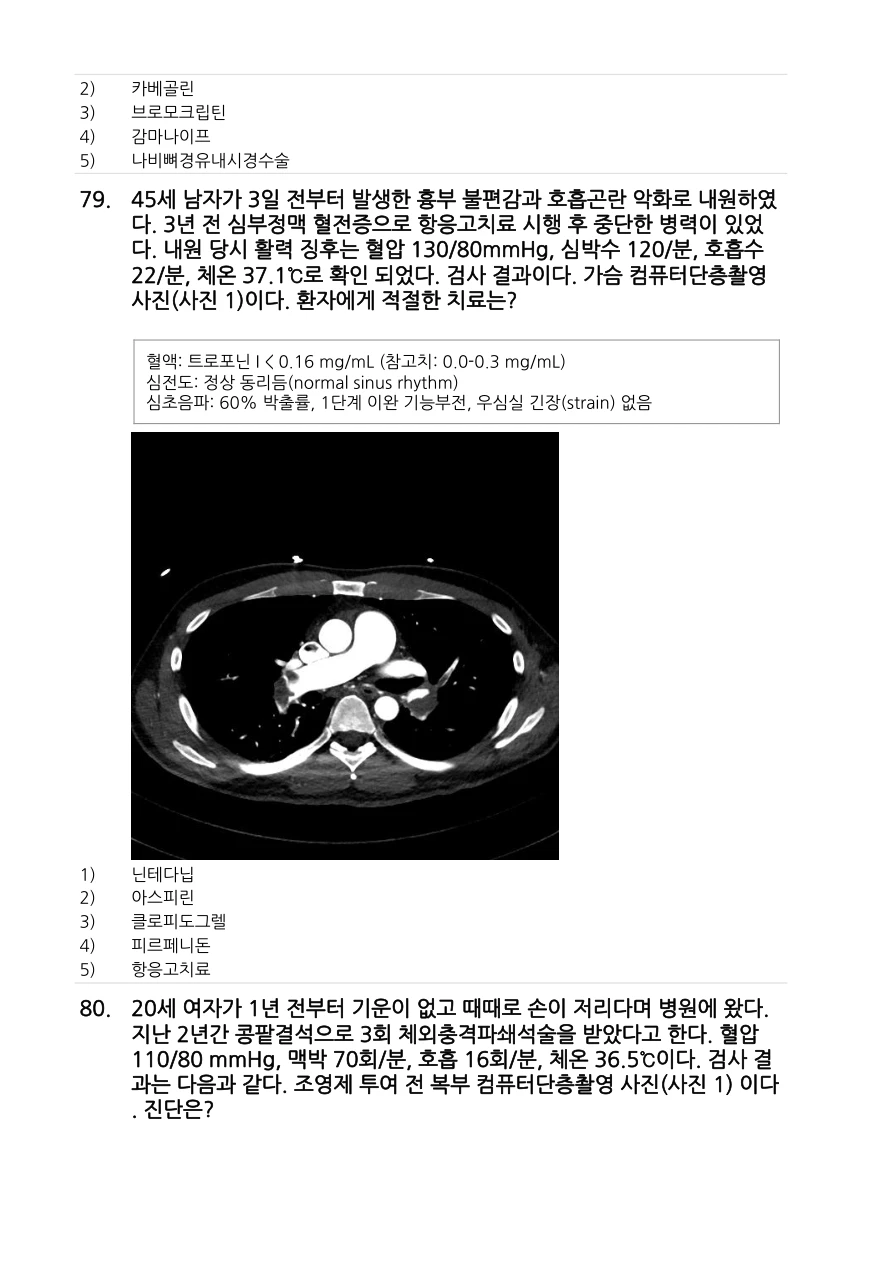 2) 카베골린
3) 브로모크립틴
4) 감마나이프
5) 나비뼈경유내시경수술
79. 45세 남자가 3일 전부터 발생한 흉부 불편감과 호흡곤란 악화로 내원하였
다. 3년 전 심부정맥 혈전증으로 항응고치료 시행 후 중단한 병력이 있었
다. 내원 당시 활력 징후는 혈압 130/80mmHg, 심박수 120/분, 호흡수
22/분, 체온 37.1℃로 확인 되었다. 검사 결과이다. 가슴 컴퓨터단층촬영
사진(사진 1)이다. 환자에게 적절한 치료는?
혈액: 트로포닌 I < 0.16 mg/mL (참고치: 0.0-0.3 mg/mL)
심전도: 정상 동리듬(normal sinus rhythm)
심초음파: 60% 박출률, 1단계 이완 기능부전, 우심실 긴장(strain) 없음
1) 닌테다닙
2) 아스피린
3) 클로피도그렐
4) 피르페니돈
5) 항응고치료
80. 20세 여자가 1년 전부터 기운이 없고 때때로 손이 저리다며 병원에 왔다.
지난 2년간 콩팥결석으로 3회 체외충격파쇄석술을 받았다고 한다. 혈압
110/80 mmHg, 맥박 70회/분, 호흡 16회/분, 체온 36.5℃이다. 검사 결
과는 다음과 같다. 조영제 투여 전 복부 컴퓨터단층촬영 사진(사진 1) 이다
. 진단은?